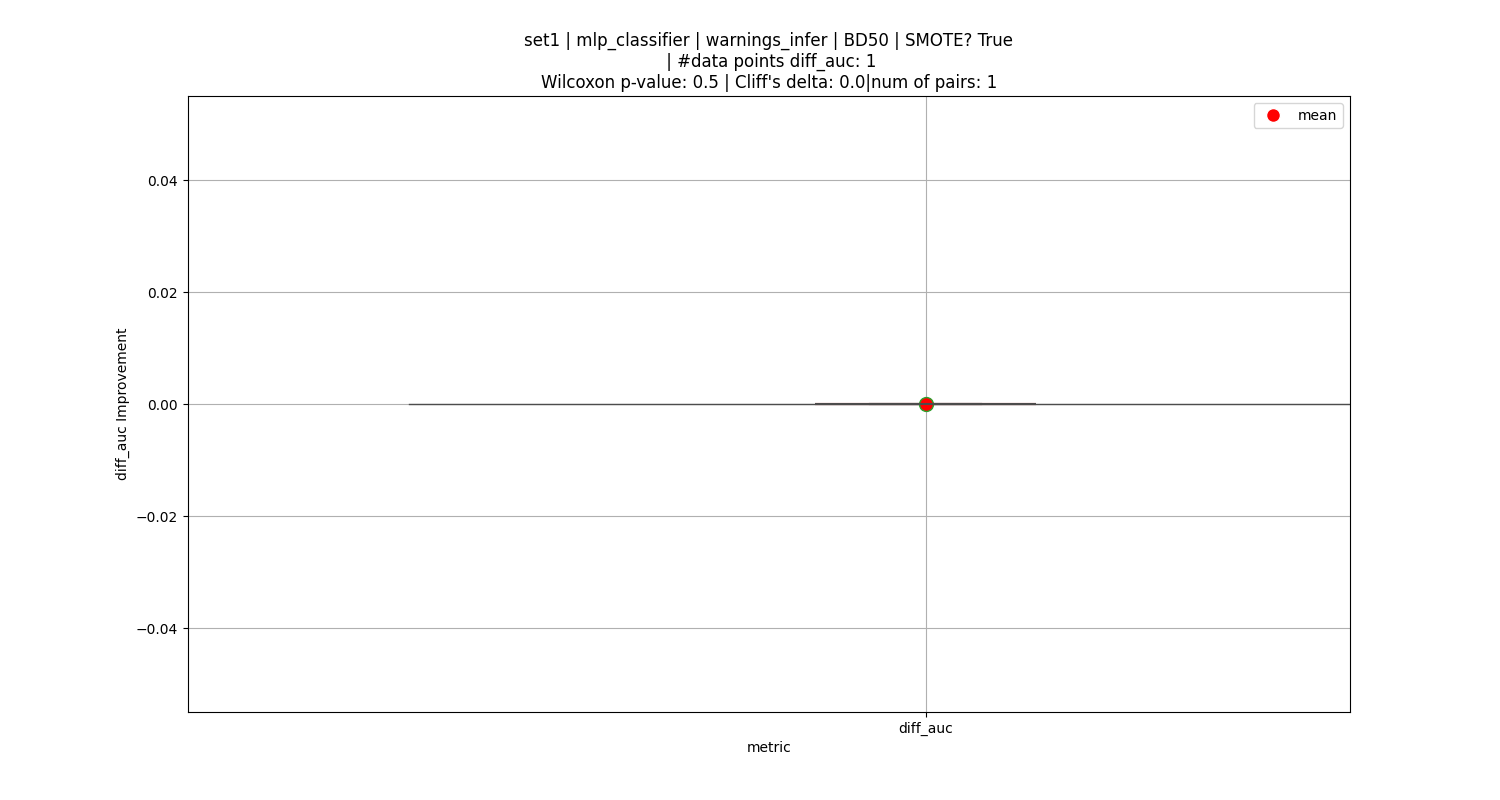 set1 | mlp_classifier | warnings_infer | BD50 | SMOTE? True
| #data points diff_auc: 1
Wilcoxon p-value: 0.5 | Cliff's delta: 0.0|num of pairs: 1
mean
0.04
0.02
0.00
−0.02
−0.04
diff_auc Improvement
diff_auc
metric